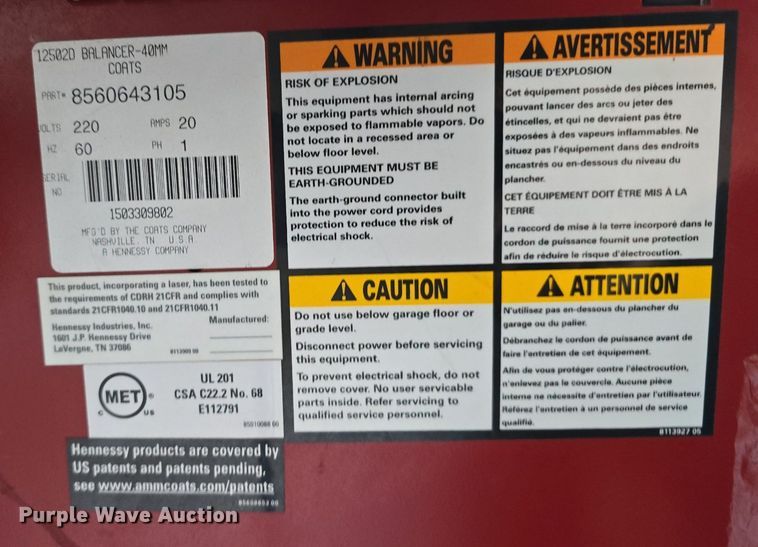 1250 2D BALANCER-40MM
COATS
PART# 8560643105
VOLTS 220 AMPS 20
HZ 60 PH 1
SERIAL
NO
1503309802
MFG'D BY THE COATS COMPANY
NASHVILLE, TN U.S.A.
A HENNESSY COMPANY
This product, incorporating a laser, has been tested to
the requirements of CDRH 21CFR and complies with
standards 21CFR1040.10 and 21CFR1040.11
Manufactured:
Hennessy Industries, Inc.
1601 J.P. Hennessy Drive
LaVergne, TN 37086
8113909 00
MET
C US
UL 201
CSA C22.2 No. 68
E112791
85510088 00
Hennessy products are covered by
US patents and patents pending,
see www.ammcoats.com/patents
WARNING
RISK OF EXPLOSION
This equipment has internal arcing
or sparking parts which should not
be exposed to flammable vapors. Do
not locate in a recessed area or
below floor level.
THIS EQUIPMENT MUST BE
EARTH-GROUNDED
The earth-ground connector built
into the power cord provides
protection to reduce the risk of
electrical shock.
AVERTISSEMENT
RISQUE D'EXPLOSION
Cet équipement possède des pièces internes,
pouvant lancer des arcs ou jeter des
étincelles, et qui ne devraient pas être
exposées à des vapeurs inflammables. Ne
situez pas l'équipement dans des endroits
encastrés ou en-dessous du niveau du
plancher.
CET ÉQUIPEMENT DOIT ÊTRE MIS À LA
TERRE
Le raccord de mise à la terre incorporé dans le
cordon de puissance fournit une protection
afin de réduire le risque d'électrocution.
CAUTION
Do not use below garage floor or
grade level.
Disconnect power before servicing
this equipment.
To prevent electrical shock, do not
remove cover. No user servicable
parts inside. Refer servicing to
qualified service personnel.
ATTENTION
N'utilisez pas en-dessous du plancher du
garage ou du palier.
Débranchez le cordon de puissance avant de
faire l'entretien de cet équipement.
Afin de vous protéger contre l'électrocution,
n'enlevez pas le couvercle. Aucune pièce
interne ne nécessite d'entretien par l'utilisateur.
Référez l'entretien à un personnel de service
qualifié.
8113927 05
Purple Wave Auction